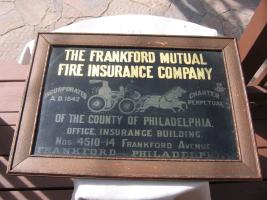 THE FRANKFORD MUTUAL
FIRE INSURANCE COMPANY
INCORPORATED
A.D. 1843
CHARTER
PERPETUAL
OF THE COUNTY OF PHILADELPHIA.
OFFICE, INSURANCE BUILDING
NOS 4510-14 FRANKFORD AVENUE
FRANKFORD PHILADELPHIA